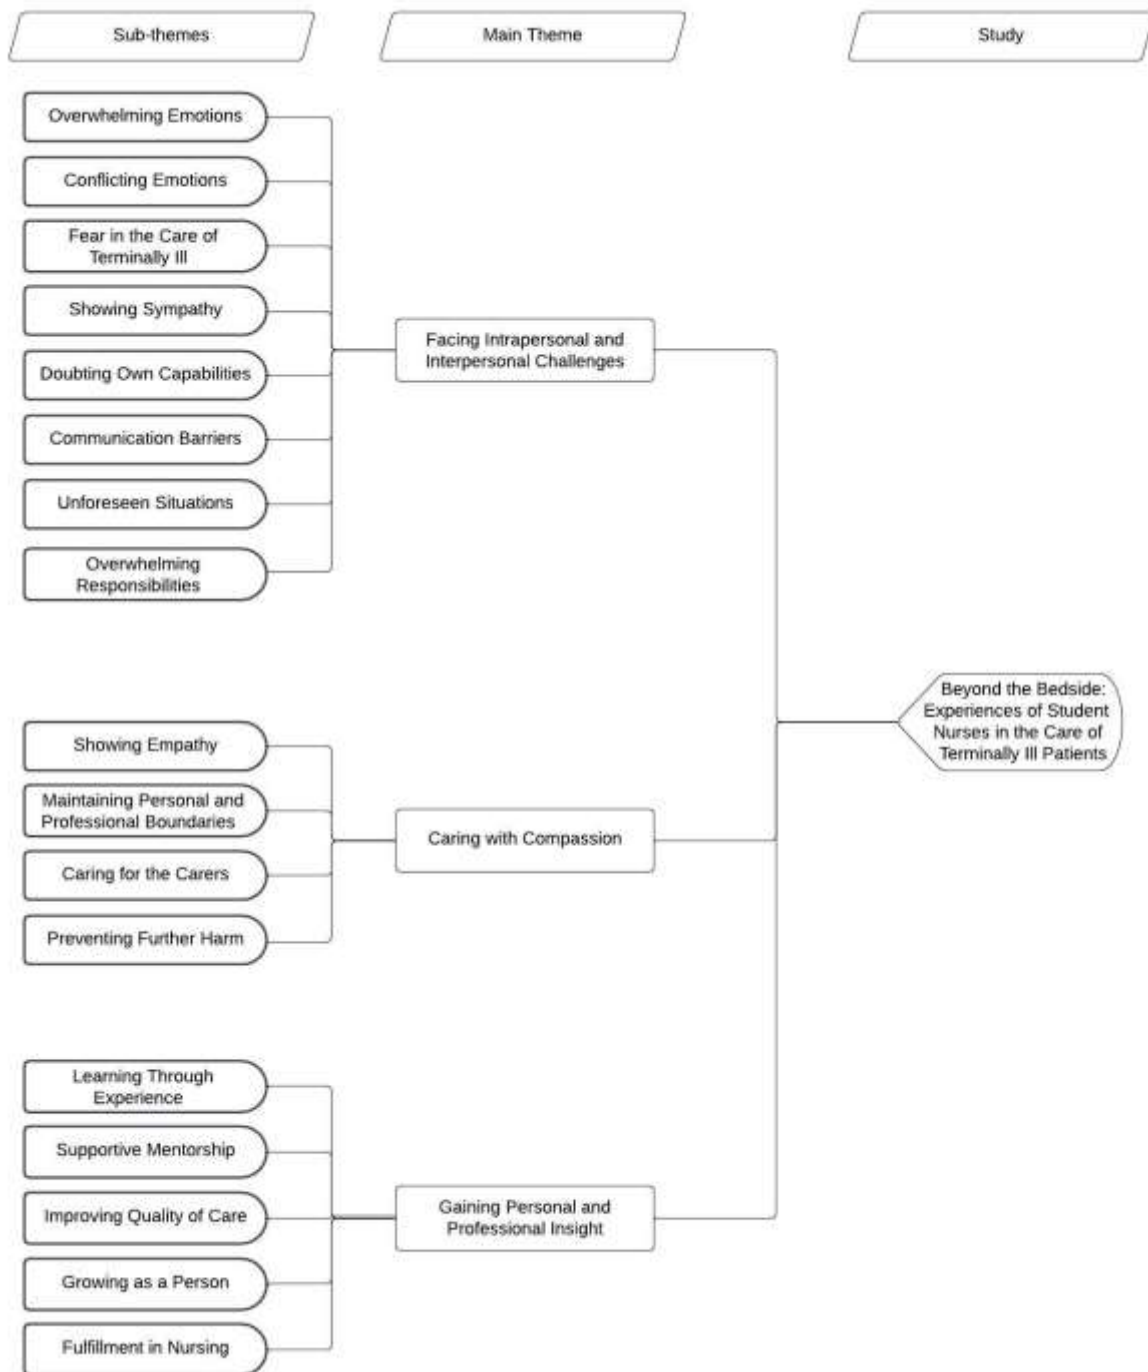 Sub-themes
Main Theme
Study
Overwhelming Emotions
Conflicting Emotions
Fear in the Care of
Terminally Ill
Showing Sympathy
Doubting Own Capabilities
Communication Barriers
Unforeseen Situations
Overwhelming
Responsibilities
Facing Intrapersonal and
Interpersonal Challenges
Showing Empathy
Maintaining Personal and
Professional Boundaries
Caring for the Carers
Preventing Further Harm
Caring with Compassion
Learning Through
Experience
Supportive Mentorship
Improving Quality of Care
Growing as a Person
Fulfillment in Nursing
Gaining Personal and
Professional Insight
Beyond the Bedside:
Experiences of Student
Nurses in the Care of
Terminally Ill Patients